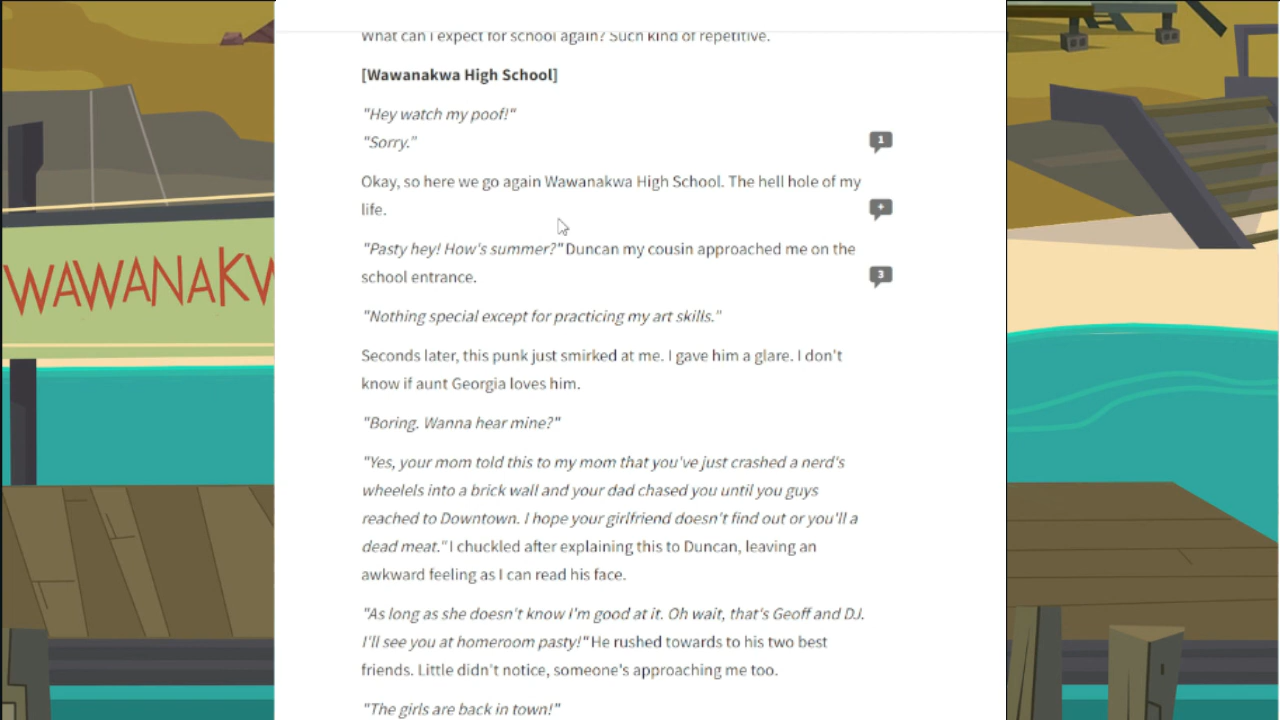 What can I expect for school again? Such kind of repetitive.
[Wawanakwa High School]
"Hey watch my poof!"
"Sorry."
1
Okay, so here we go again Wawanakwa High School. The hell hole of my
life.
+
"Pasty hey! How's summer?" Duncan my cousin approached me on the
school entrance.
3
"Nothing special except for practicing my art skills."
Seconds later, this punk just smirked at me. I gave him a glare. I don't
know if aunt Georgia loves him.
"Boring. Wanna hear mine?"
"Yes, your mom told this to my mom that you've just crashed a nerd's
wheelels into a brick wall and your dad chased you until you guys
reached to Downtown. I hope your girlfriend doesn't find out or you'll a
dead meat." I chuckled after explaining this to Duncan, leaving an
awkward feeling as I can read his face.
"As long as she doesn't know I'm good at it. Oh wait, that's Geoff and DJ.
I'll see you at homeroom pasty!" He rushed towards to his two best
friends. Little didn't notice, someone's approaching me too.
"The girls are back in town!"
WAWANAKW